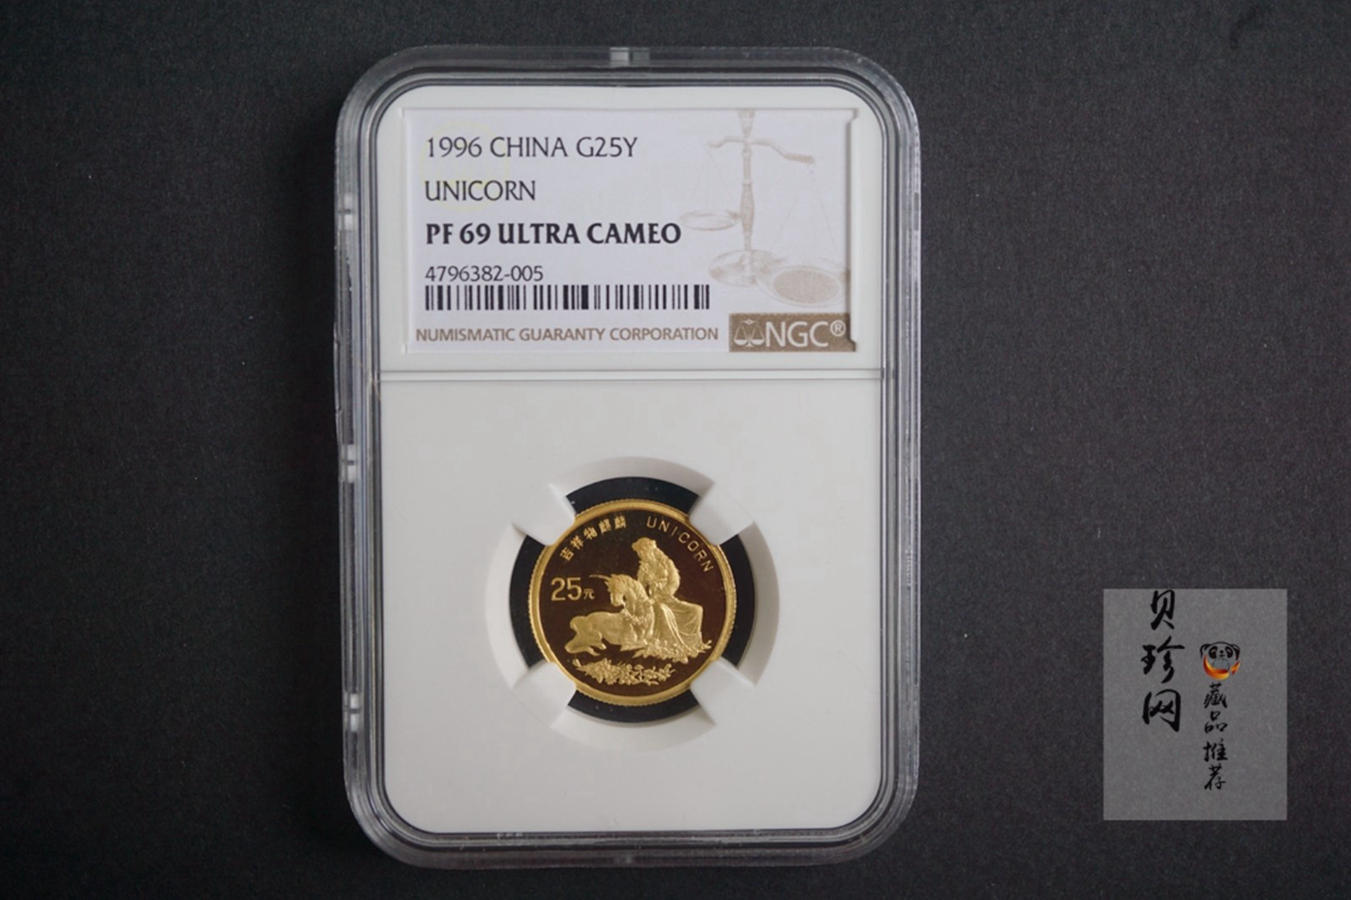 1996 CHINA G25Y
UNICORN
PF 69 ULTRA CAMEO
4796382-005
NUMISMATIC GUARANTY CORPORATION
NGC®
吉祥物麒麟 UNICORN
25元
贝珍网
藏品推荐